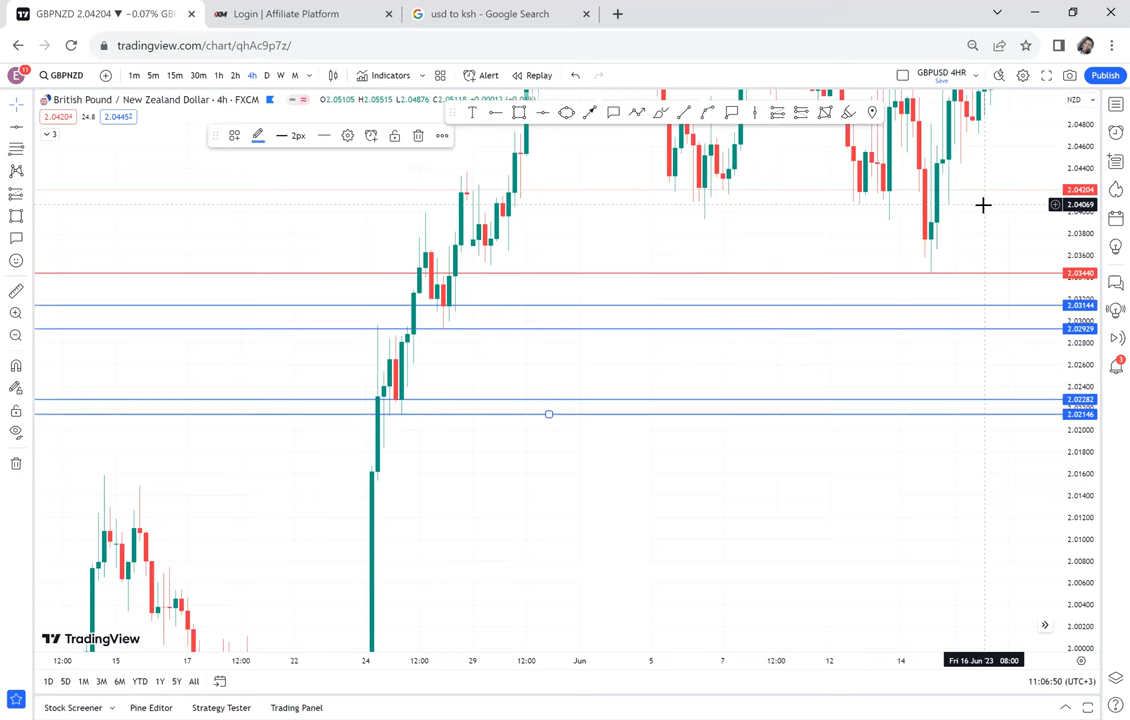 GBPNZD 2.04204 ▼ −0.07% GBP
Login | Affiliate Platform
usd to ksh - Google Search
tradingview.com/chart/qhAc9p7z/
E 11 GBPNZD 1m 5m 15m 30m 1h 2h 4h D W M Indicators Alert Replay GBPUSD 4HR Save Publish
British Pound / New Zealand Dollar · 4h · FXCM O2.05105 H2.05515 L2.04876 C2.05118
NZD
2.04204 24.8 2.04452
3
2px
2.04800
2.04600
2.04400
2.04204
2.04069
2.04000
2.03800
2.03600
2.03440
2.03144
2.03000
2.02929
2.02800
2.02600
2.02400
2.02282
2.02146
2.02000
2.01800
2.01600
2.01400
2.01200
2.01000
2.00800
2.00600
2.00400
2.00200
2.00000
3
TradingView
12:00 15 17 12:00 22 24 12:00 29 12:00 Jun 5 7 12:00 12 14 Fri 16 Jun '23 08:00
1D 5D 1M 3M 6M YTD 1Y 5Y All 11:06:50 (UTC+3)
Stock Screener Pine Editor Strategy Tester Trading Panel